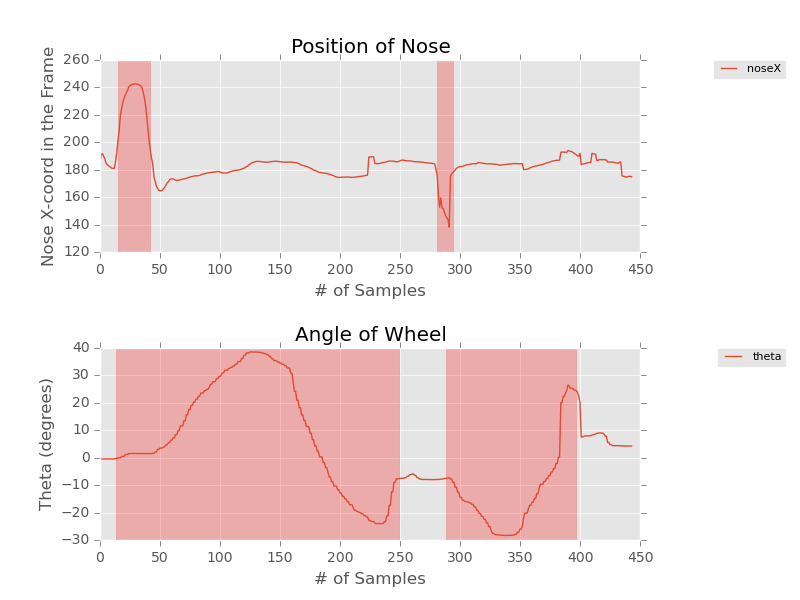 Position of Nose
Nose X-coord in the Frame
260
240
220
200
180
160
140
120
0 50 100 150 200 250 300 350 400 450
# of Samples
noseX
Angle of Wheel
Theta (degrees)
40
30
20
10
0
−10
−20
−30
0 50 100 150 200 250 300 350 400 450
# of Samples
theta